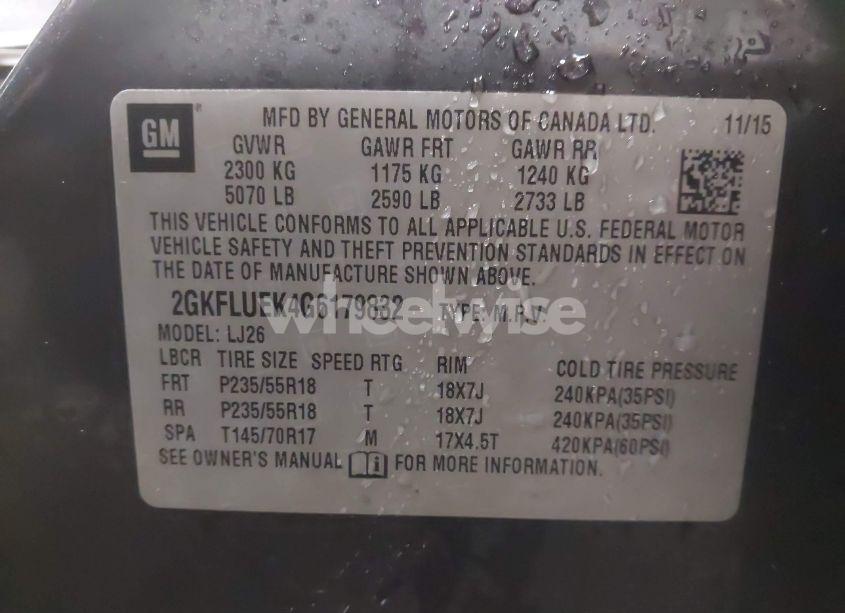 GM
MFD BY GENERAL MOTORS OF CANADA LTD. 11/15
GVWR GAWR FRT GAWR RR
2300 KG 1175 KG 1240 KG
5070 LB 2590 LB 2733 LB
THIS VEHICLE CONFORMS TO ALL APPLICABLE U.S. FEDERAL MOTOR
VEHICLE SAFETY AND THEFT PREVENTION STANDARDS IN EFFECT ON
THE DATE OF MANUFACTURE SHOWN ABOVE.
2GKFLUEK4G6179832 TYPE: M.P.V.
wheelwise
MODEL: LJ26
LBCR TIRE SIZE SPEED RTG RIM COLD TIRE PRESSURE
FRT P235/55R18 T 18X7J 240KPA(35PSI)
RR P235/55R18 T 18X7J 240KPA(35PSI)
SPA T145/70R17 M 17X4.5T 420KPA(60PSI)
SEE OWNER'S MANUAL i FOR MORE INFORMATION.